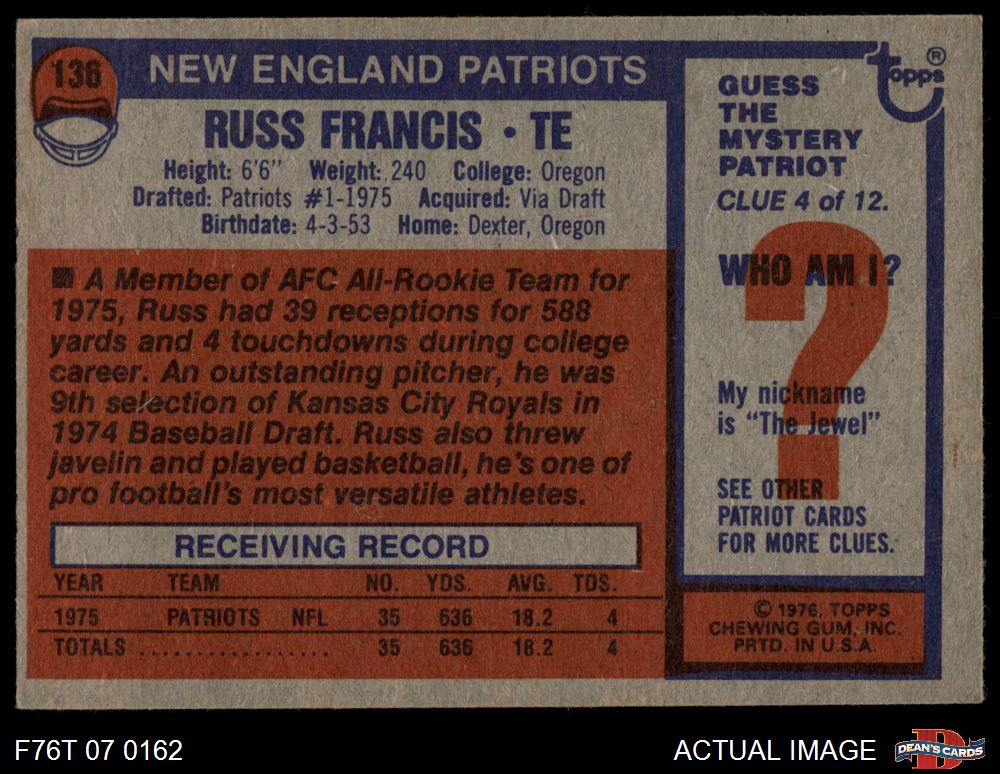 136
NEW ENGLAND PATRIOTS
RUSS FRANCIS · TE
Height: 6'6" Weight: 240 College: Oregon
Drafted: Patriots #1-1975 Acquired: Via Draft
Birthdate: 4-3-53 Home: Dexter, Oregon
■ A Member of AFC All-Rookie Team for
1975, Russ had 39 receptions for 588
yards and 4 touchdowns during college
career. An outstanding pitcher, he was
9th selection of Kansas City Royals in
1974 Baseball Draft. Russ also threw
javelin and played basketball, he's one of
pro football's most versatile athletes.
RECEIVING RECORD
YEAR TEAM NO. YDS. AVG. TDS.
1975 PATRIOTS NFL 35 636 18.2 4
TOTALS ................. 35 636 18.2 4
Topps®
GUESS
THE
MYSTERY
PATRIOT
CLUE 4 of 12.
?
WHO AM I?
My nickname
is “The Jewel”
SEE OTHER
PATRIOT CARDS
FOR MORE CLUES.
© 1976, TOPPS
CHEWING GUM, INC.
PRTD. IN U.S.A.
F76T 07 0162
ACTUAL IMAGE
D
DEAN'S CARDS